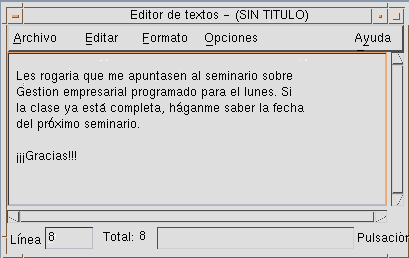 Editor de textos – (SIN TITULO)
Archivo Editar Formato Opciones Ayuda
Les rogaria que me apuntasen al seminario sobre
Gestion empresarial programado para el lunes. Si
la clase ya está completa, háganme saber la fecha
del próximo seminario.
¡¡¡Gracias!!!
Línea 8 Total: 8 Pulsación